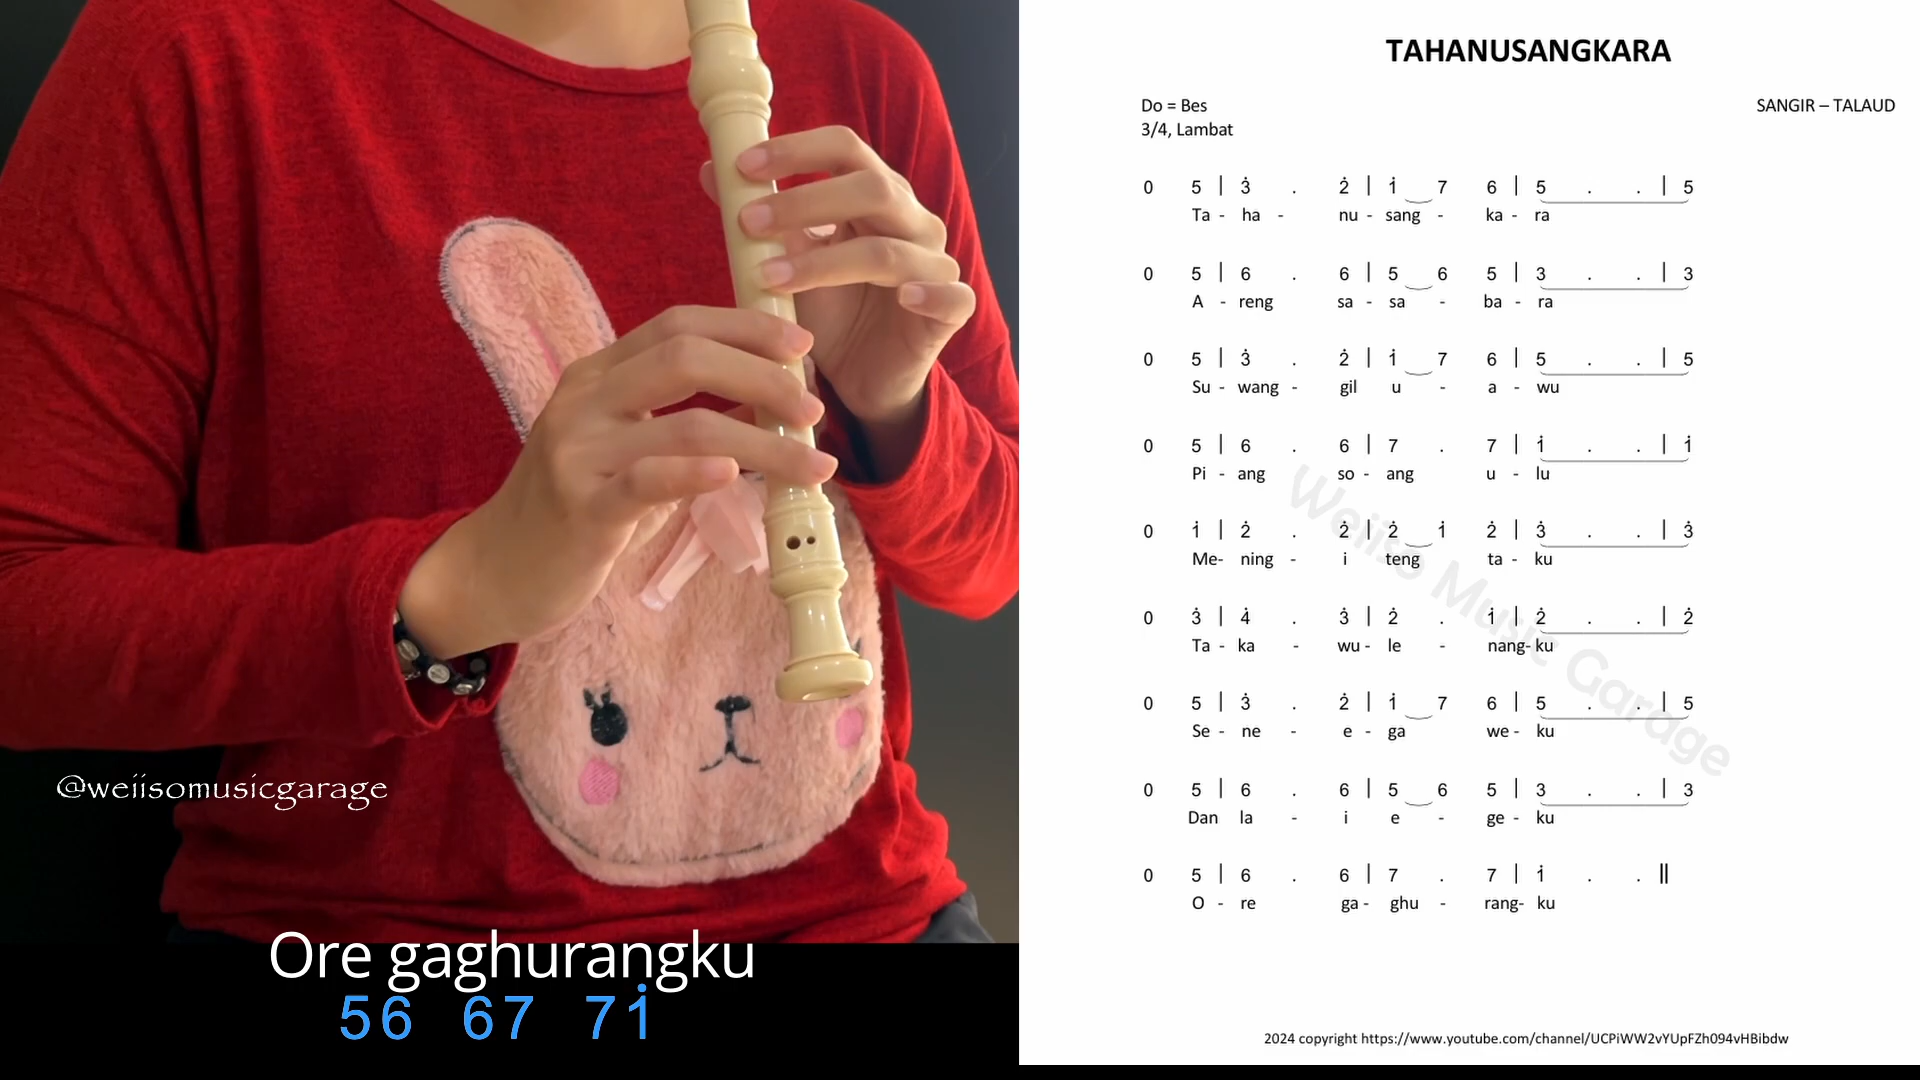 TAHANUSANGKARA
Do = Bes
SANGIR – TALAUD
3/4, Lambat
0 5 | 3̇ . 2̇ | 1̇ 7 6 | 5 . . | 5
Ta - ha - nu - sang - ka - ra
0 5 | 6 . 6 | 5 6 5 | 3 . . | 3
A - reng sa - sa - ba - ra
0 5 | 3̇ . 2̇ | 1̇ 7 6 | 5 . . | 5
Su - wang - gil u - a - wu
0 5 | 6 . 6 | 7 . 7 | 1̇ . . | 1̇
Pi - ang so - ang u - lu
0 1̇ | 2̇ . 2̇ | 2̇ 1̇ 2̇ | 3̇ . . | 3̇
Me- ning - i teng ta - ku
0 3̇ | 4̇ . 3̇ | 2̇ . 1̇ | 2̇ . . | 2̇
Ta - ka - wu - le - nang- ku
0 5 | 3̇ . 2̇ | 1̇ 7 6 | 5 . . | 5
Se - ne - e - ga we - ku
0 5 | 6 . 6 | 5 6 5 | 3 . . | 3
Dan la - i e - ge - ku
0 5 | 6 . 6 | 7 . 7 | 1̇ . . ||
O - re ga - ghu - rang- ku
Weiiso Music Garage
2024 copyright https://www.youtube.com/channel/UCPiWW2vYUpFZh094vHBibdw
@weiisomusicgarage
Ore gaghurangku
56 67 71̇